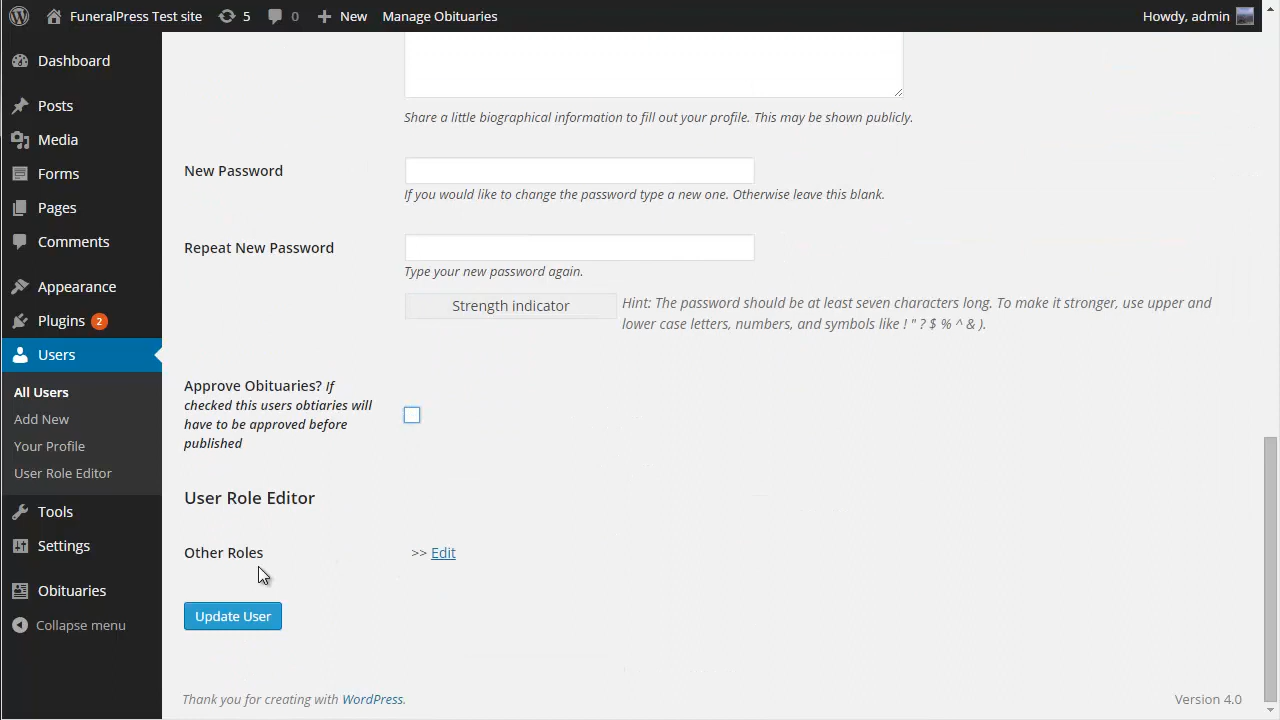 FuneralPress Test site 5 0 New Manage Obituaries Howdy, admin
Dashboard
Posts
Media
Forms
Pages
Comments
Appearance
Plugins 2
Users
All Users
Add New
Your Profile
User Role Editor
Tools
Settings
Obituaries
Collapse menu
Share a little biographical information to fill out your profile. This may be shown publicly.
New Password
If you would like to change the password type a new one. Otherwise leave this blank.
Repeat New Password
Type your new password again.
Strength indicator
Hint: The password should be at least seven characters long. To make it stronger, use upper and
lower case letters, numbers, and symbols like ! " ? $ % ^ & ).
Approve Obituaries? If
checked this users obtiaries will
have to be approved before
published
User Role Editor
Other Roles >> Edit
Update User
Thank you for creating with WordPress. Version 4.0